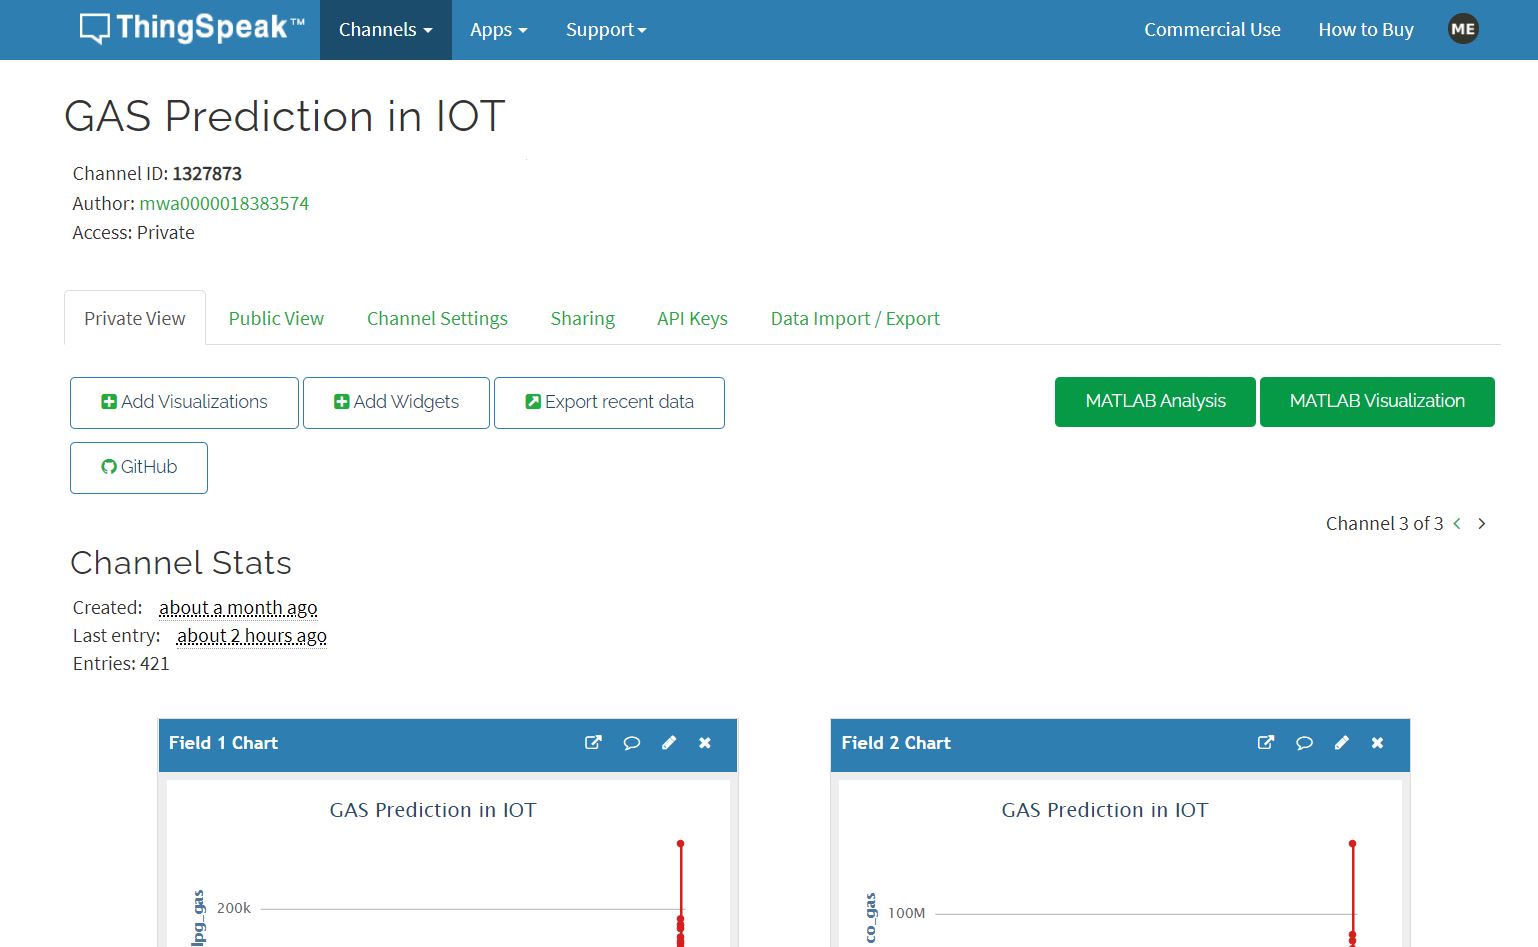 ThingSpeak™ Channels Apps Support Commercial Use How to Buy ME
GAS Prediction in IOT
Channel ID: 1327873
Author: mwa0000018383574
Access: Private
Private View Public View Channel Settings Sharing API Keys Data Import / Export
Add Visualizations Add Widgets Export recent data MATLAB Analysis MATLAB Visualization
GitHub
Channel 3 of 3
Channel Stats
Created: about a month ago
Last entry: about 2 hours ago
Entries: 421
Field 1 Chart Field 2 Chart
GAS Prediction in IOT GAS Prediction in IOT
200k 100M
lpg_gas co_gas